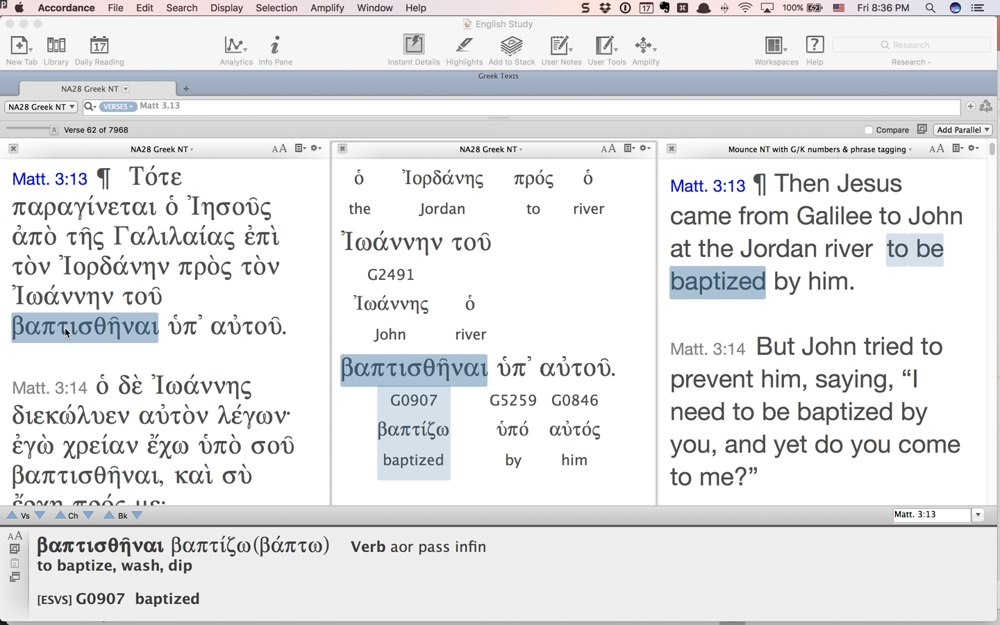 Accordance File Edit Search Display Selection Amplify Window Help
17 100% Fri 8:36 PM
English Study
17
New Tab Library Daily Reading Analytics Info Pane Instant Details Highlights Add to Stack User Notes User Tools Amplify Workspaces Help Research
Research
Greek Texts
NA28 Greek NT
NA28 Greek NT VERSES Matt 3.13
A Verse 62 of 7968 Compare Add Parallel
NA28 Greek NT AA
Matt. 3:13 ¶ Τότε
παραγίνεται ὁ Ἰησοῦς
ἀπὸ τῆς Γαλιλαίας ἐπὶ
τὸν Ἰορδάνην πρὸς τὸν
Ἰωάννην τοῦ
βαπτισθῆναι ὑπ’ αὐτοῦ.
Matt. 3:14 ὁ δὲ Ἰωάννης
διεκώλυεν αὐτὸν λέγων·
ἐγὼ χρείαν ἔχω ὑπὸ σοῦ
βαπτισθῆναι, καὶ σὺ
ἔρχῃ πρός με;
NA28 Greek NT AA
ὁ Ἰορδάνης πρός ὁ
the Jordan to river
Ἰωάννην τοῦ
G2491
Ἰωάννης ὁ
John river
βαπτισθῆναι ὑπ’ αὐτοῦ.
G0907 G5259 G0846
βαπτίζω ὑπό αὐτός
baptized by him
Mounce NT with G/K numbers & phrase tagging AA
Matt. 3:13 ¶ Then Jesus
came from Galilee to John
at the Jordan river to be
baptized by him.
Matt. 3:14 But John tried to
prevent him, saying, “I
need to be baptized by
you, and yet do you come
to me?”
Vs Ch Bk Matt. 3:13
AA
βαπτισθῆναι βαπτίζω(βάπτω) Verb aor pass infin
to baptize, wash, dip
[ESVS] G0907 baptized